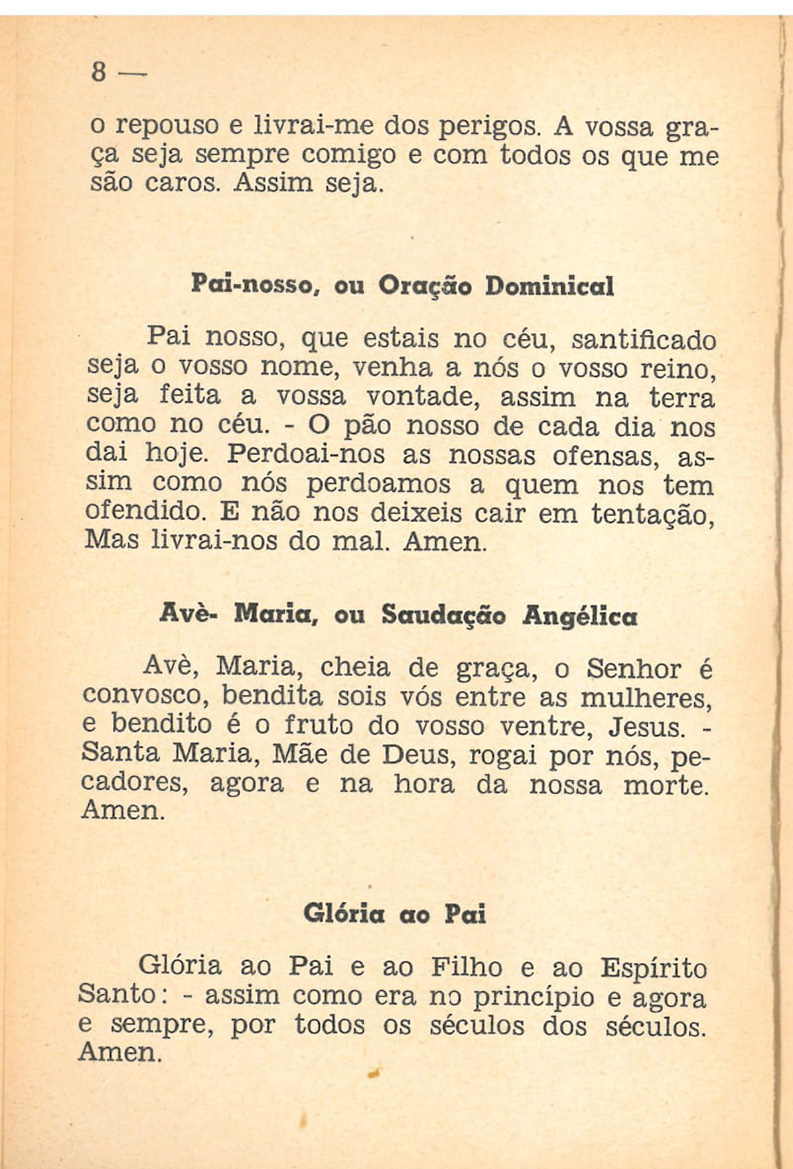 8 —
o repouso e livrai-me dos perigos. A vossa gra-
ça seja sempre comigo e com todos os que me
são caros. Assim seja.
Pai-nosso, ou Oração Dominical
Pai nosso, que estais no céu, santificado
seja o vosso nome, venha a nós o vosso reino,
seja feita a vossa vontade, assim na terra
como no céu. - O pão nosso de cada dia nos
dai hoje. Perdoai-nos as nossas ofensas, as-
sim como nós perdoamos a quem nos tem
ofendido. E não nos deixeis cair em tentação,
Mas livrai-nos do mal. Amen.
Avè- Maria, ou Saudação Angélica
Avè, Maria, cheia de graça, o Senhor é
convosco, bendita sois vós entre as mulheres,
e bendito é o fruto do vosso ventre, Jesus. -
Santa Maria, Mãe de Deus, rogai por nós, pe-
cadores, agora e na hora da nossa morte.
Amen.
Glória ao Pai
Glória ao Pai e ao Filho e ao Espírito
Santo: - assim como era no princípio e agora
e sempre, por todos os séculos dos séculos.
Amen.